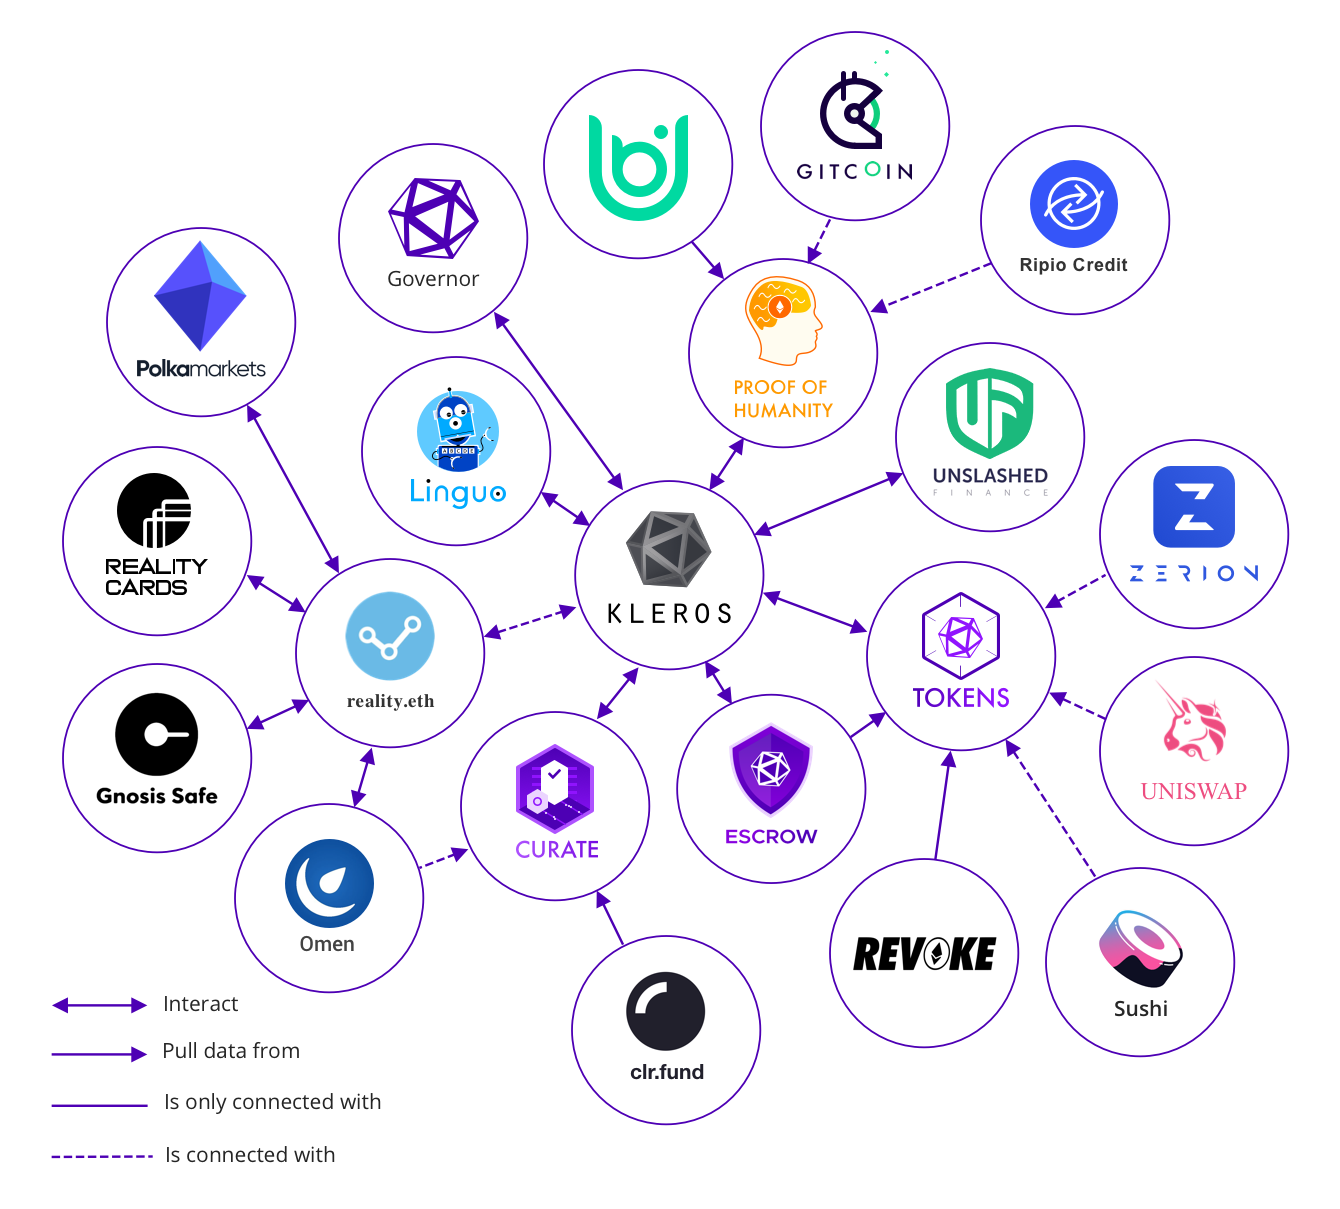 GITCOIN
Ripio Credit
Governor
Polkamarkets
PROOF OF
HUMANITY
UNSLASHED
FINANCE
ABCDE
Linguo
ZERION
REALITY
CARDS
KLEROS
TOKENS
reality.eth
Gnosis Safe
UNISWAP
CURATE
ESCROW
Omen
REVOKE
Sushi
clr.fund
Interact
Pull data from
Is only connected with
Is connected with